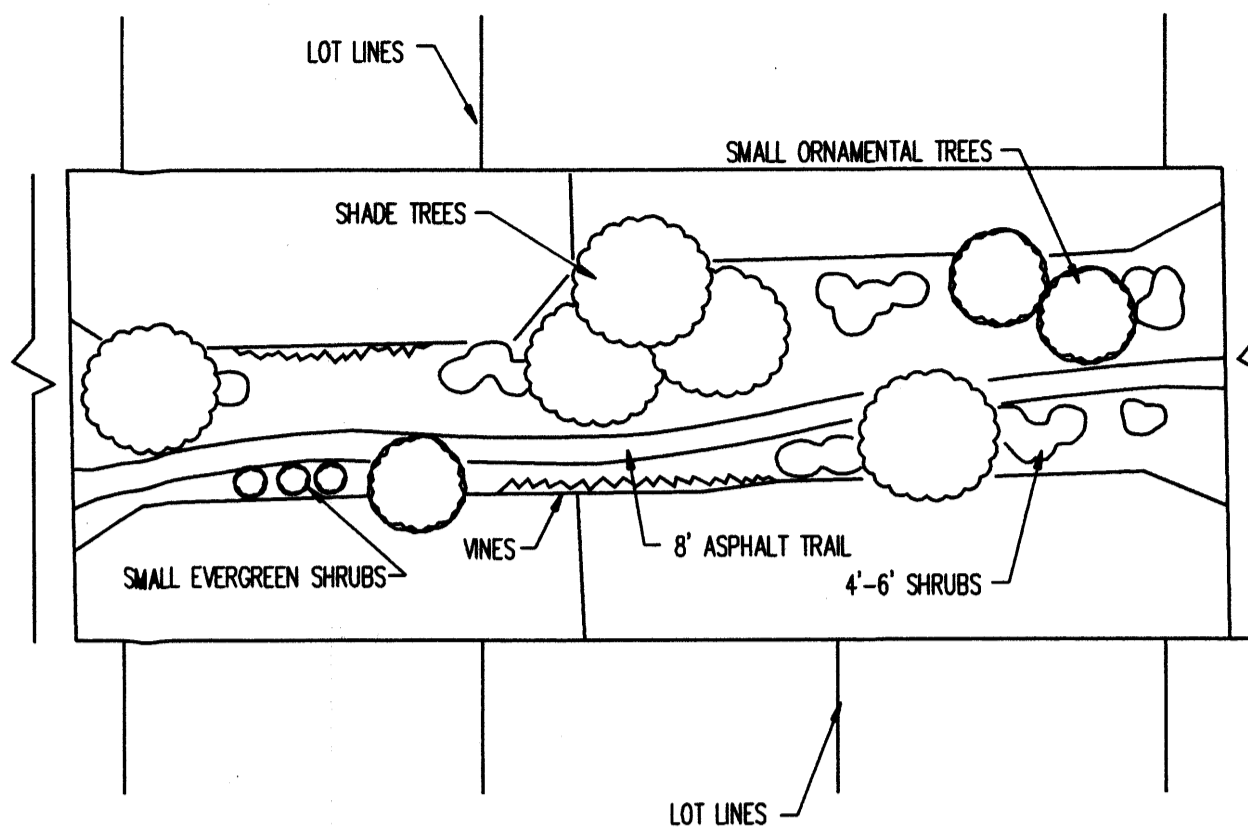 LOT LINES
SMALL ORNAMENTAL TREES
SHADE TREES
VINES
8' ASPHALT TRAIL
SMALL EVERGREEN SHRUBS
4'-6' SHRUBS
LOT LINES